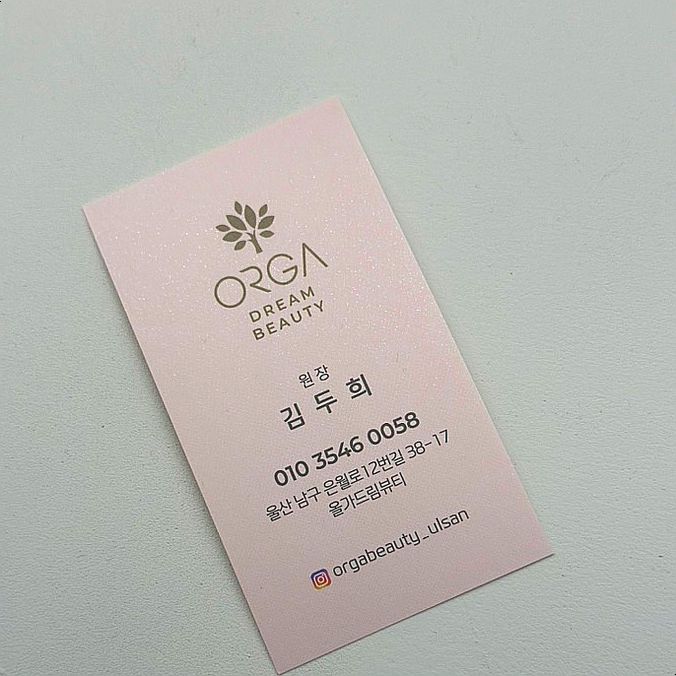 ORGA
DREAM
BEAUTY
원장
김두희
010 3546 0058
울산 남구 은월로12번길 38-17
올가드림뷰티
orgabeauty_ulsan